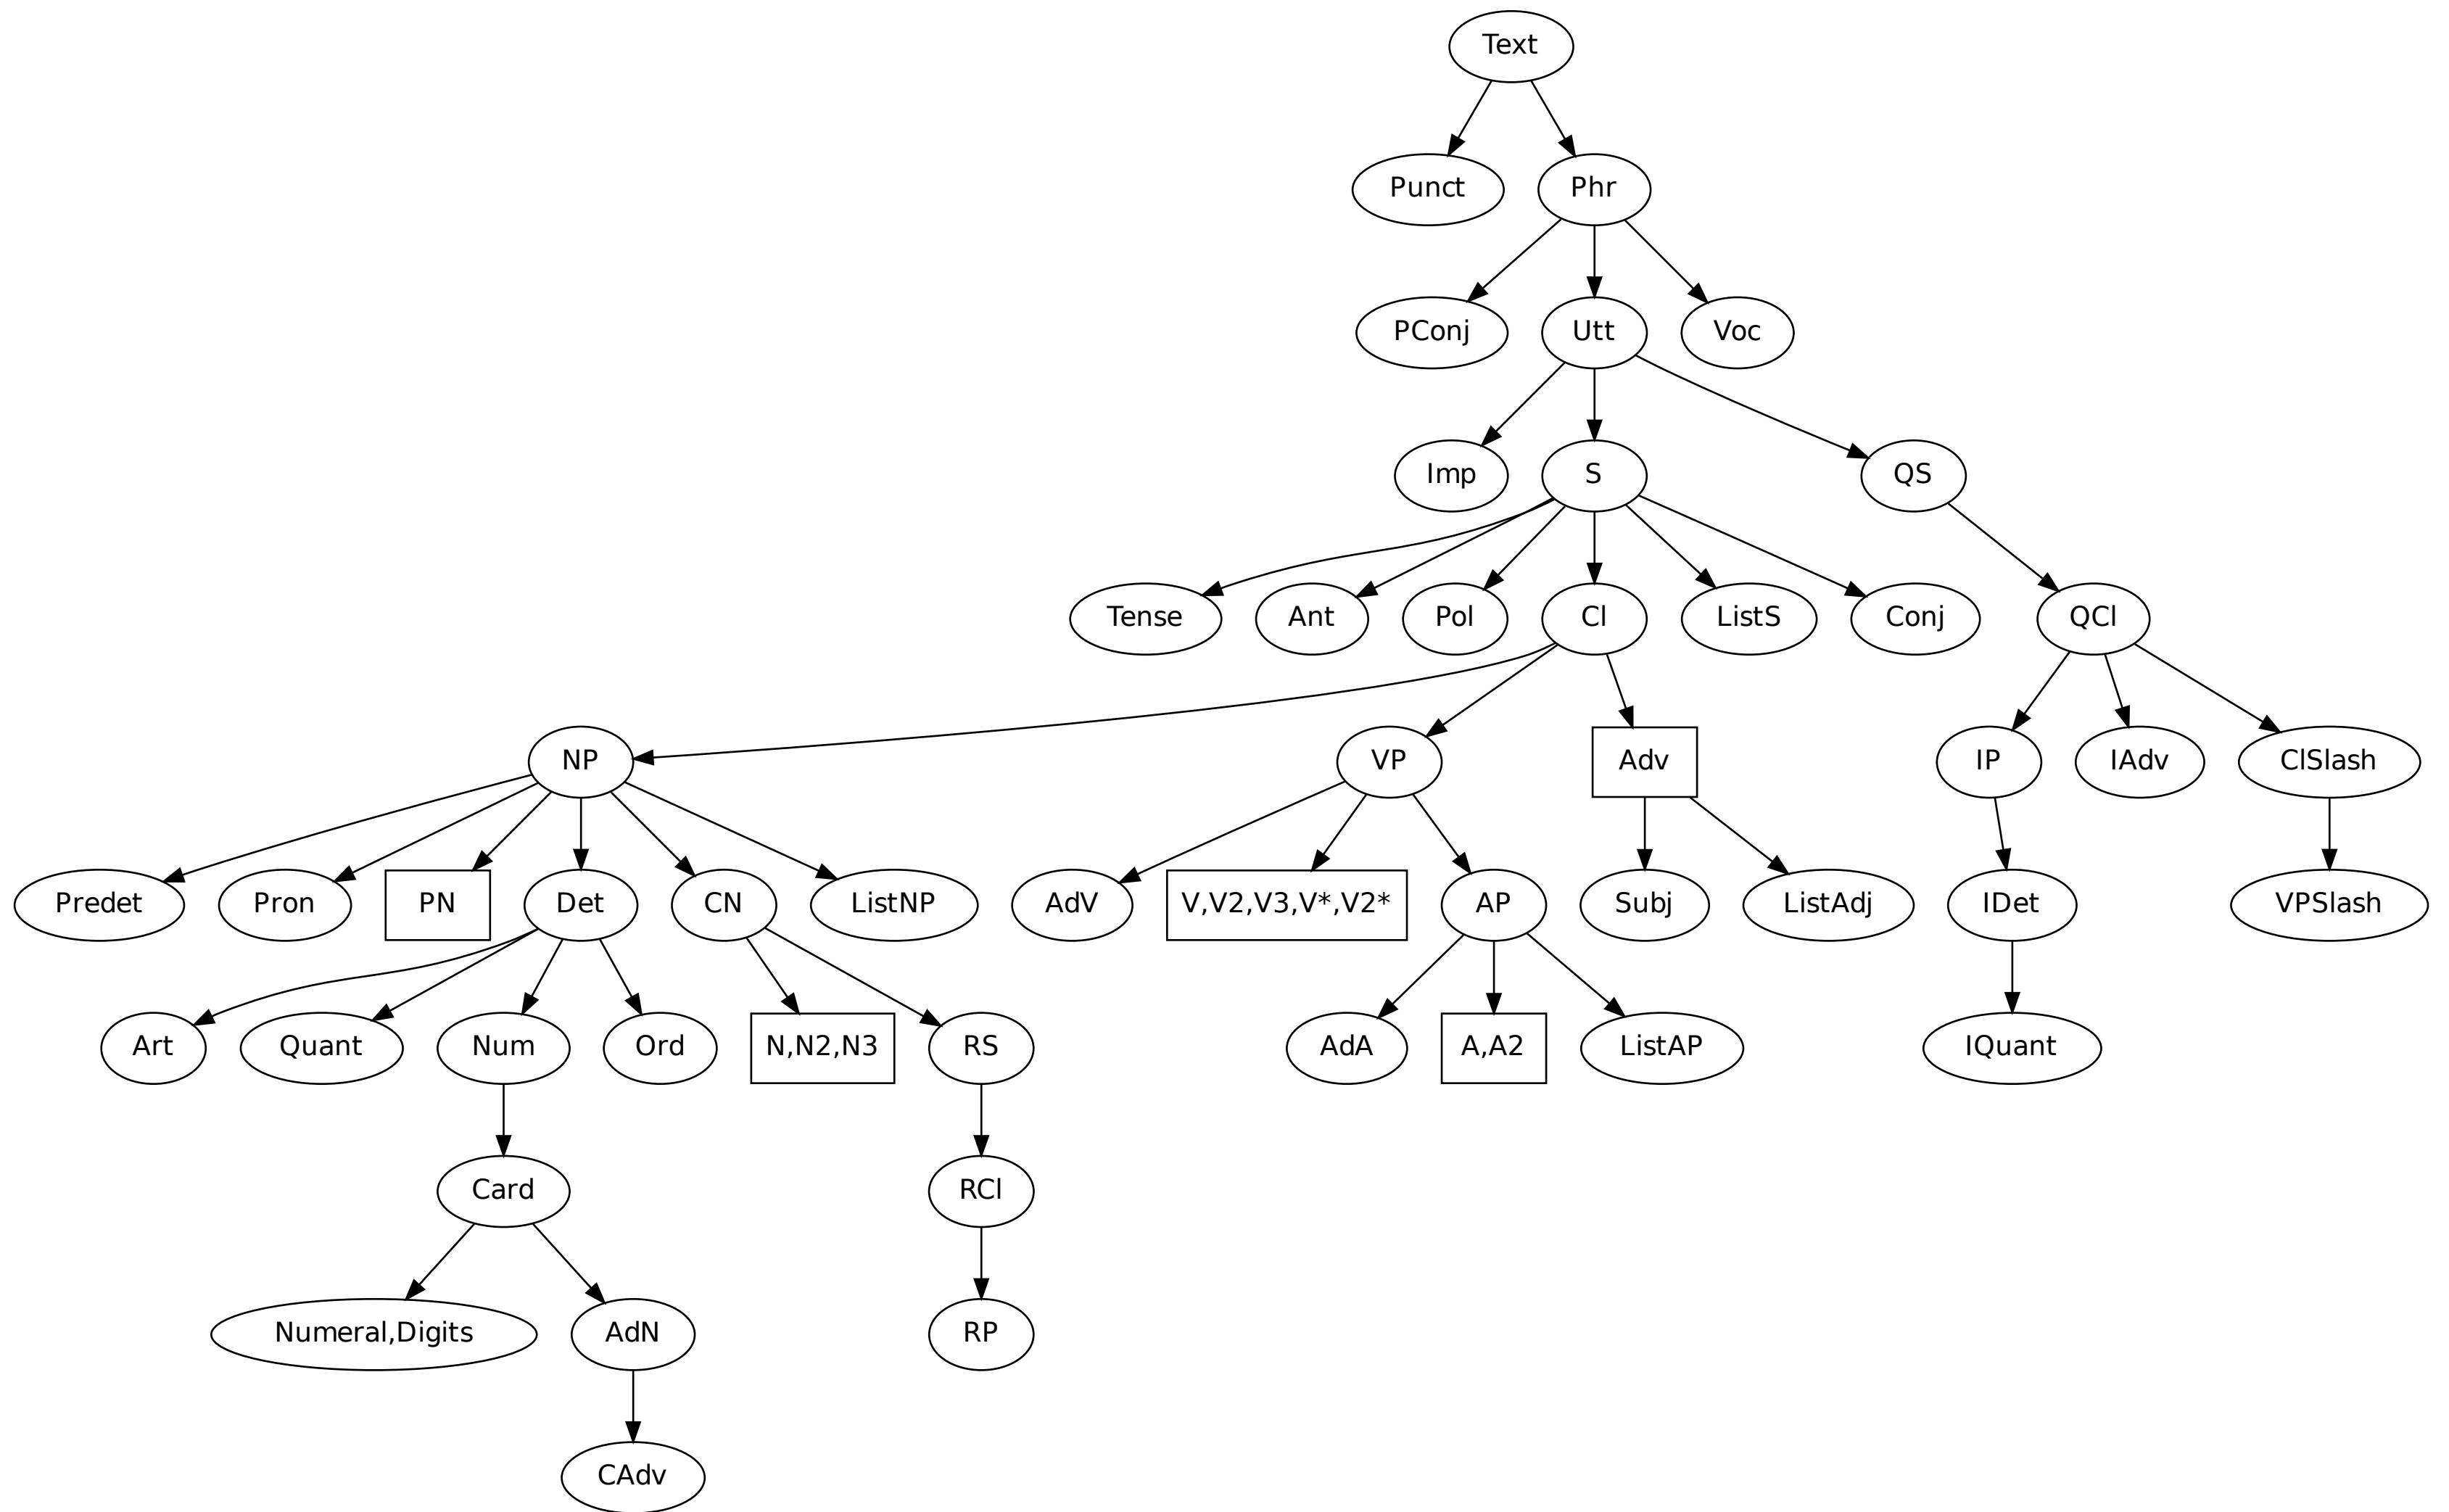 Text
Punct
Phr
PConj
Utt
Voc
Imp
S
QS
Tense
Ant
Pol
Cl
ListS
Conj
QCl
NP
VP
Adv
IP
IAdv
ClSlash
Predet
Pron
PN
Det
CN
ListNP
AdV
V,V2,V3,V*,V2*
AP
Subj
ListAdj
IDet
VPSlash
Art
Quant
Num
Ord
N,N2,N3
RS
AdA
A,A2
ListAP
IQuant
Card
RCl
Numeral,Digits
AdN
RP
CAdv